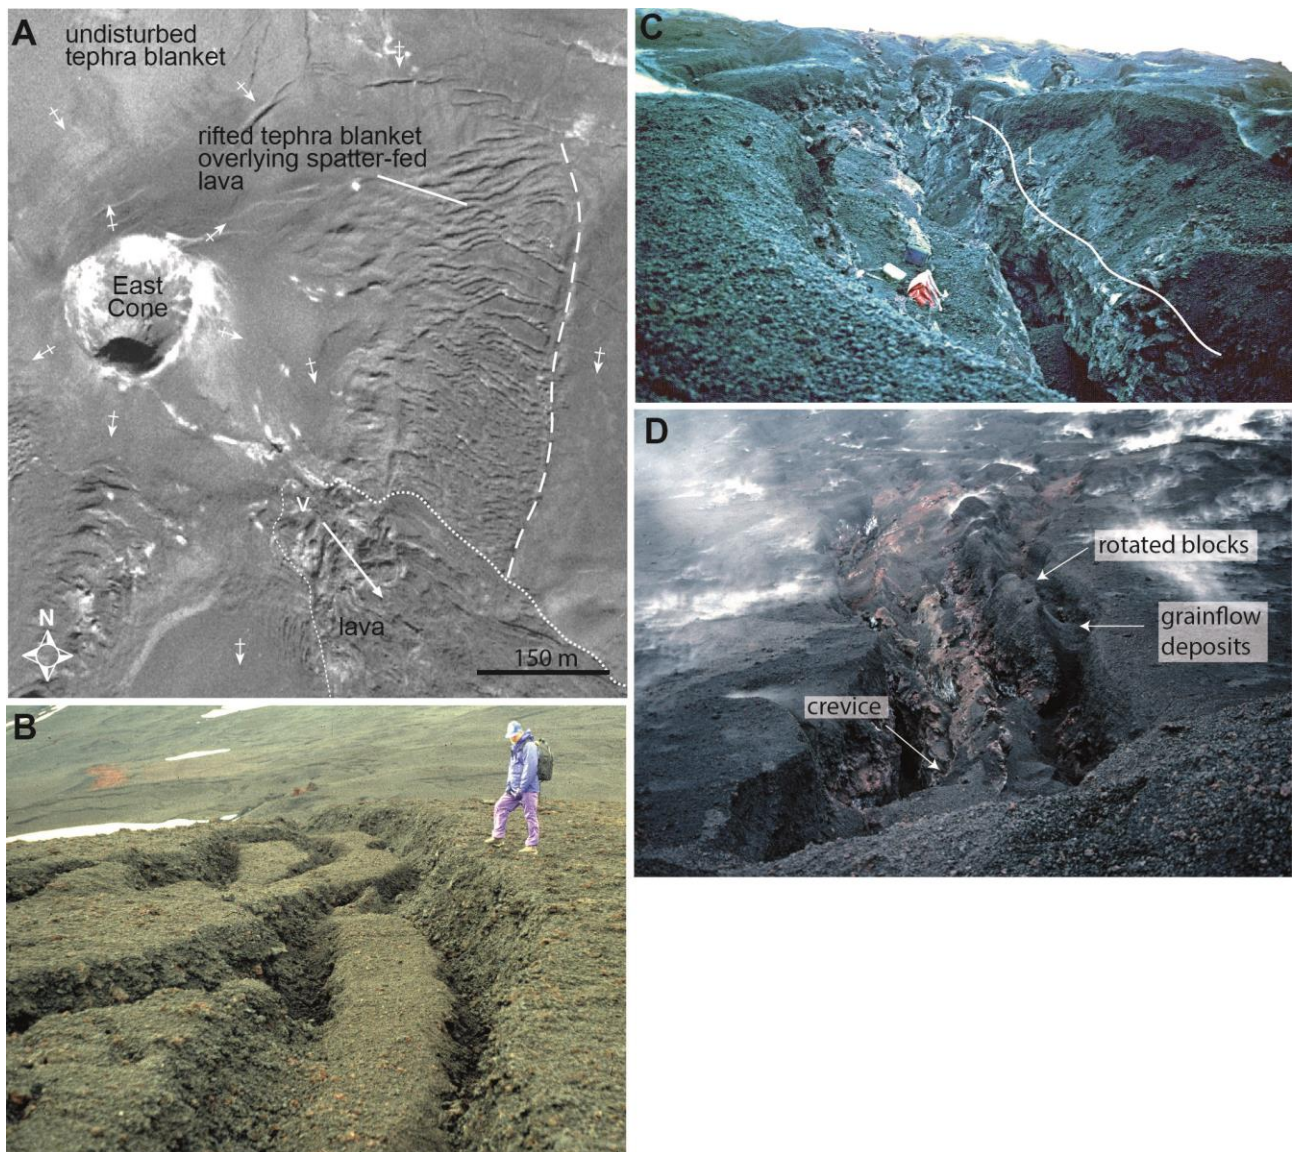 A
undisturbed
tephra blanket
rifted tephra blanket
overlying spatter-fed
lava
East
Cone
V
lava
N
150 m
B
C
D
rotated blocks
grainflow
deposits
crevice